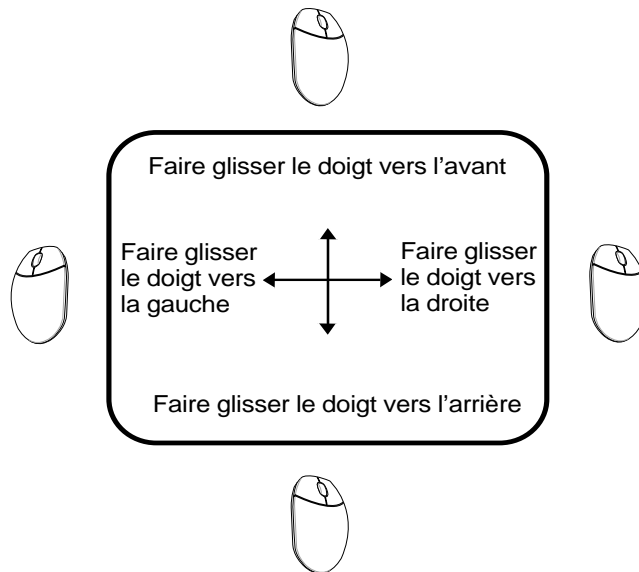 Faire glisser le doigt vers l'avant
Faire glisser
le doigt vers
la gauche
Faire glisser
le doigt vers
la droite
Faire glisser le doigt vers l'arrière